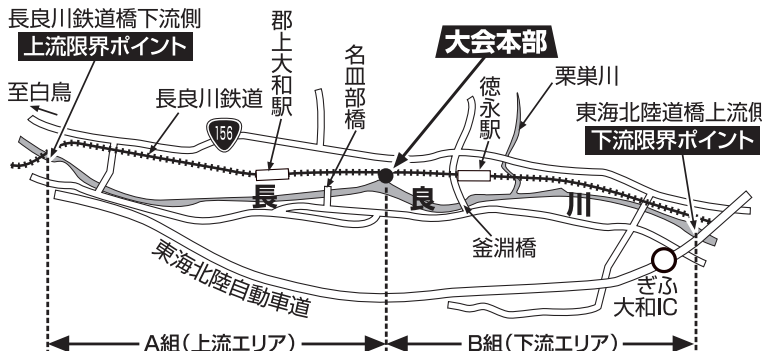 長良川鉄道橋下流側
上流限界ポイント
至白鳥
長良川鉄道
156
郡上大和駅
名皿部橋
大会本部
徳永駅
栗巣川
東海北陸道橋上流側
下流限界ポイント
長良川
釜淵橋
東海北陸自動車道
ぎふ
大和IC
A組(上流エリア)
B組(下流エリア)